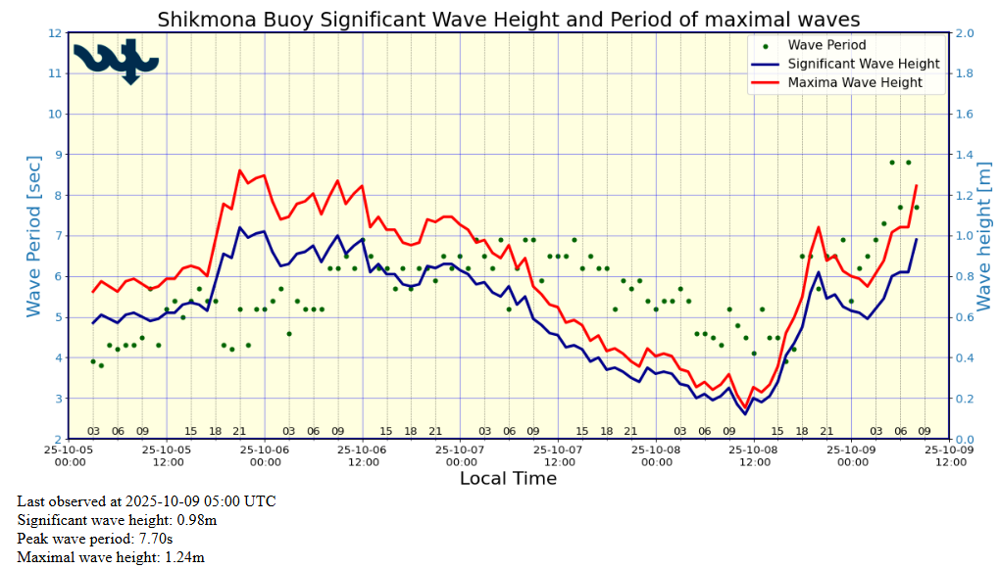 Shikmona Buoy Significant Wave Height and Period of maximal waves
Wave Period
Significant Wave Height
Maxima Wave Height
Wave Period [sec]
12
11
10
9
8
7
6
5
4
3
2
Wave height [m]
2.0
1.8
1.6
1.4
1.2
1.0
0.8
0.6
0.4
0.2
0.0
03 06 09 15 18 21 03 06 09 15 18 21 03 06 09 15 18 21 03 06 09 15 18 21 03 06 09
25-10-05 25-10-05 25-10-06 25-10-06 25-10-07 25-10-07 25-10-08 25-10-08 25-10-09 25-10-09
00:00 12:00 00:00 12:00 00:00 12:00 00:00 12:00 00:00 12:00
Local Time
Last observed at 2025-10-09 05:00 UTC
Significant wave height: 0.98m
Peak wave period: 7.70s
Maximal wave height: 1.24m